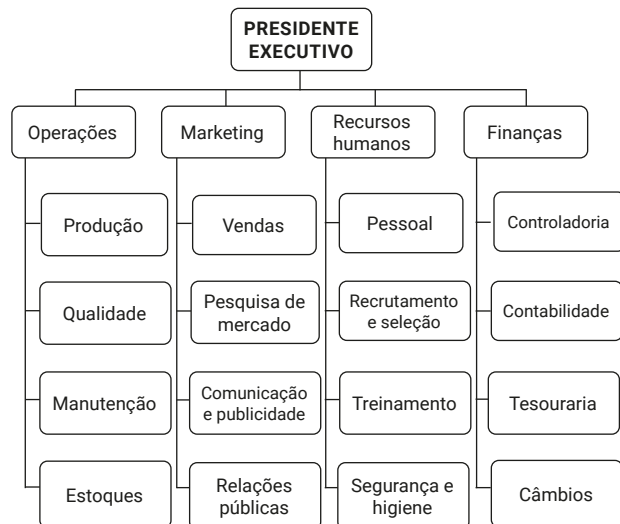 PRESIDENTE
EXECUTIVO
Operações
Marketing
Recursos
humanos
Finanças
Produção
Vendas
Pessoal
Controladoria
Qualidade
Pesquisa de
mercado
Recrutamento
e seleção
Contabilidade
Manutenção
Comunicação
e publicidade
Treinamento
Tesouraria
Estoques
Relações
públicas
Segurança e
higiene
Câmbios